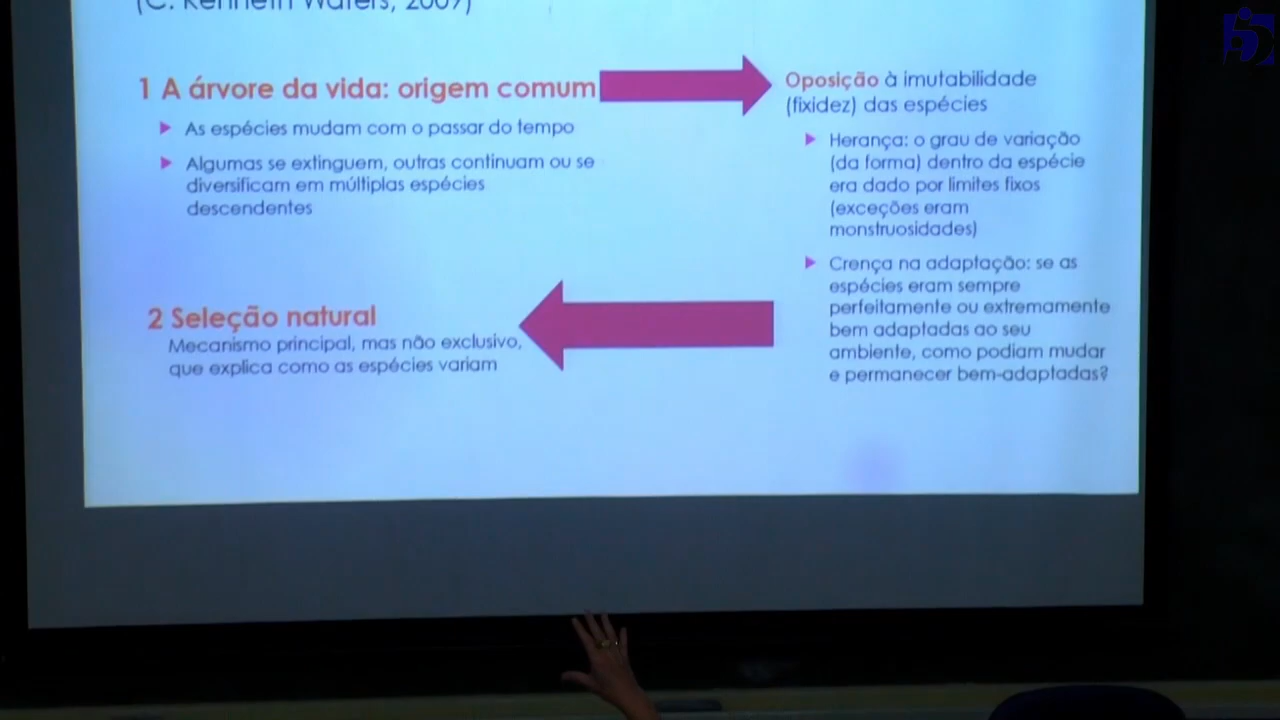 (C. Kenneth Waters, 2009)
1 A árvore da vida: origem comum
As espécies mudam com o passar do tempo
Algumas se extinguem, outras continuam ou se
diversificam em múltiplas espécies
descendentes
Oposição à imutabilidade
(fixidez) das espécies
Herança: o grau de variação
(da forma) dentro da espécie
era dado por limites fixos
(exceções eram
monstruosidades)
Crença na adaptação: se as
espécies eram sempre
perfeitamente ou extremamente
bem adaptadas ao seu
ambiente, como podiam mudar
e permanecer bem-adaptadas?
2 Seleção natural
Mecanismo principal, mas não exclusivo,
que explica como as espécies variam